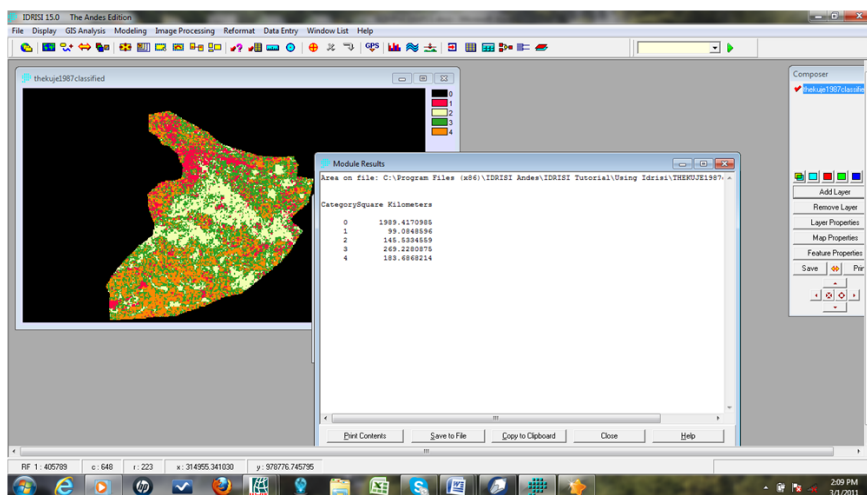 IDRISI 15.0 The Andes Edition
File Display GIS Analysis Modeling Image Processing Reformat Data Entry Window List Help
GPS
thekuje1987classified
0
1
2
3
4
Module Results
Area on file: C:\Program Files (x86)\IDRISI Andes\IDRISI Tutorial\Using Idrisi\THEKUJE1987
CategorySquare Kilometers
0 1989.4170985
1 99.0848596
2 145.5334559
3 269.2280875
4 183.6868214
Print Contents Save to File Copy to Clipboard Close Help
Composer
thekuje1987classifie
Add Layer
Remove Layer
Layer Properties
Map Properties
Feature Properties
Save Prin
RF 1 : 405789 c : 648 r : 223 x : 314955.341030 y : 978776.745795
2:09 PM
3/1/2011